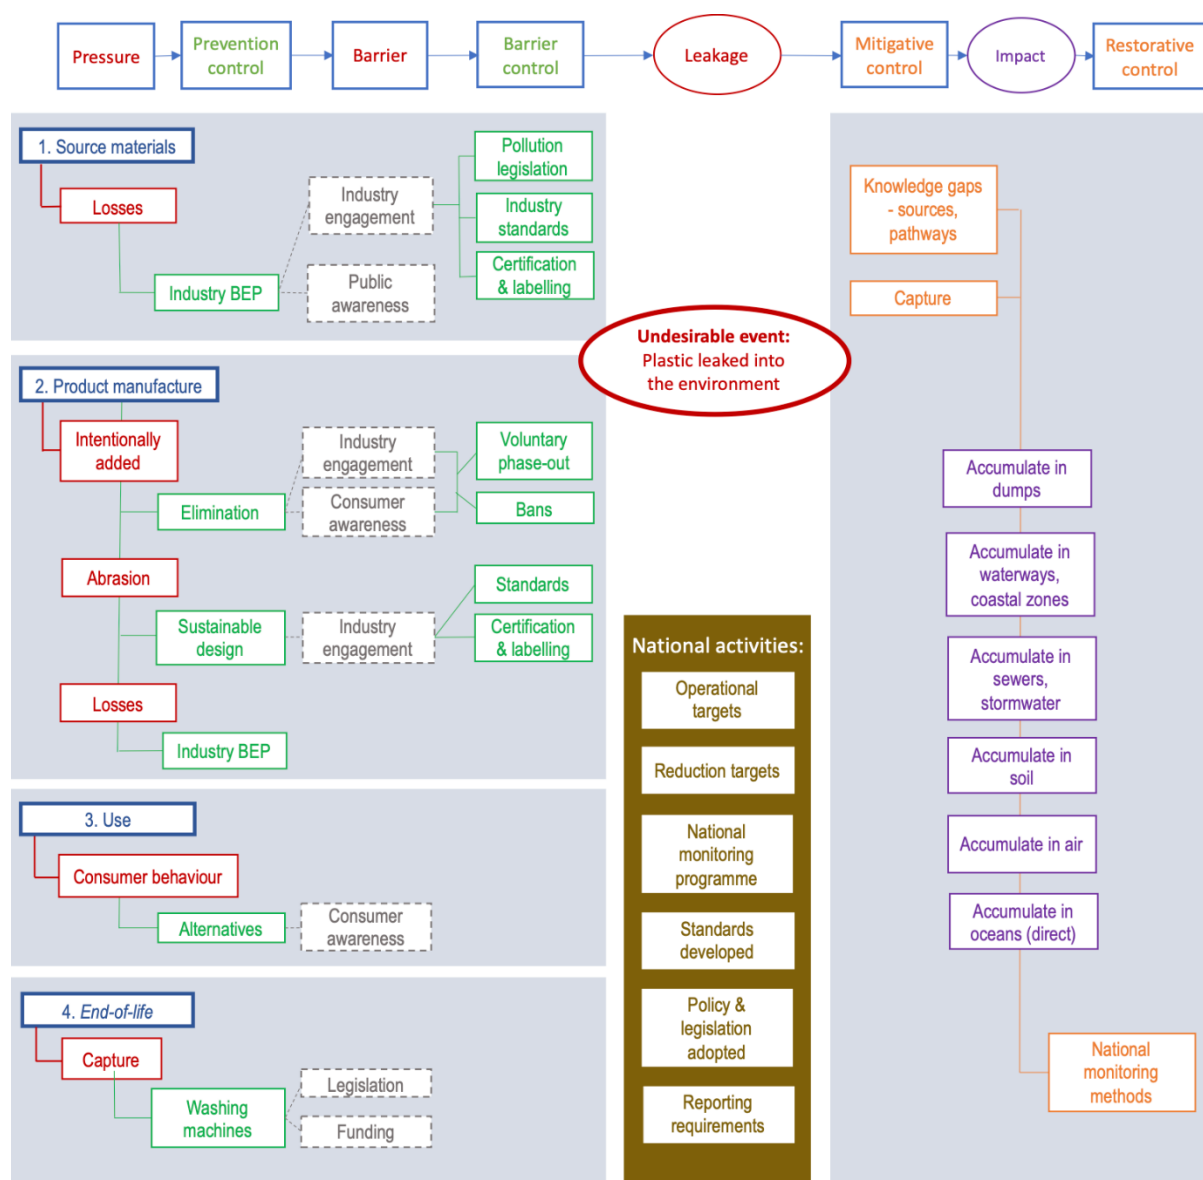 Pressure
Prevention
control
Barrier
Barrier
control
Leakage
Mitigative
control
Impact
Restorative
control
1. Source materials
Losses
Industry BEP
Industry
engagement
Public
awareness
Pollution
legislation
Industry
standards
Certification
& labelling
2. Product manufacture
Intentionally
added
Elimination
Industry
engagement
Consumer
awareness
Voluntary
phase-out
Bans
Abrasion
Sustainable
design
Industry
engagement
Standards
Certification
& labelling
Losses
Industry BEP
3. Use
Consumer behaviour
Alternatives
Consumer
awareness
4. End-of-life
Capture
Washing
machines
Legislation
Funding
Undesirable event:
Plastic leaked into
the environment
National activities:
Operational
targets
Reduction targets
National
monitoring
programme
Standards
developed
Policy &
legislation
adopted
Reporting
requirements
Knowledge gaps
- sources,
pathways
Capture
Accumulate in
dumps
Accumulate in
waterways,
coastal zones
Accumulate in
sewers,
stormwater
Accumulate in
soil
Accumulate in air
Accumulate in
oceans (direct)
National
monitoring
methods